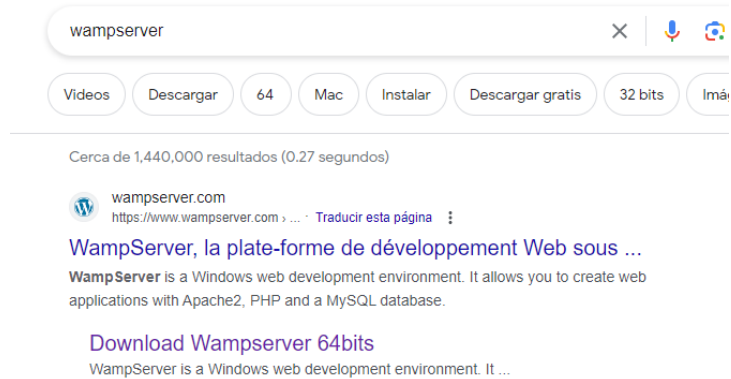 wampserver
Videos Descargar 64 Mac Instalar Descargar gratis 32 bits Imá
Cerca de 1,440,000 resultados (0.27 segundos)
wampserver.com
https://www.wampserver.com › ... · Traducir esta página
WampServer, la plate-forme de développement Web sous ...
WampServer is a Windows web development environment. It allows you to create web
applications with Apache2, PHP and a MySQL database.
Download Wampserver 64bits
WampServer is a Windows web development environment. It ...